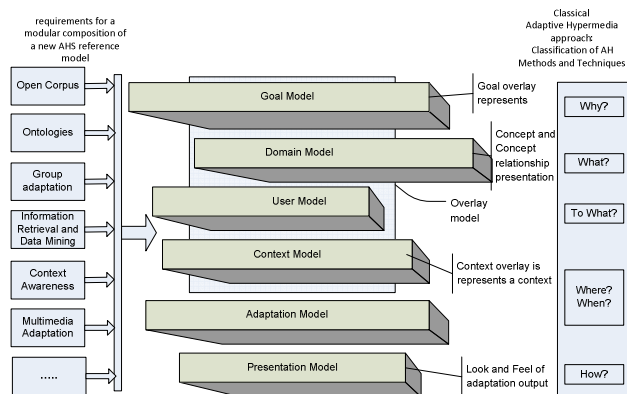 requirements for a
modular composition of
a new AHS reference
model
Open Corpus
Ontologies
Group
adaptation
Information
Retrieval and
Data Mining
Context
Awareness
Multimedia
Adaptation
.....
Goal Model
Domain Model
User Model
Context Model
Adaptation Model
Presentation Model
Goal overlay
represents
Concept and
Concept
relationship
presentation
Overlay
model
Context overlay is
represents a context
Look and Feel of
adaptation output
Classical
Adaptive Hypermedia
approach:
Classification of AH
Methods and Techniques
Why?
What?
To What?
Where?
When?
How?